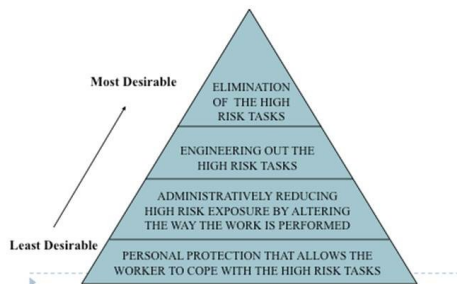 Most Desirable
ELIMINATION
OF THE HIGH
RISK TASKS
ENGINEERING OUT THE
HIGH RISK TASKS
ADMINISTRATIVELY REDUCING
HIGH RISK EXPOSURE BY ALTERING
THE WAY THE WORK IS PERFORMED
Least Desirable
PERSONAL PROTECTION THAT ALLOWS THE
WORKER TO COPE WITH THE HIGH RISK TASKS